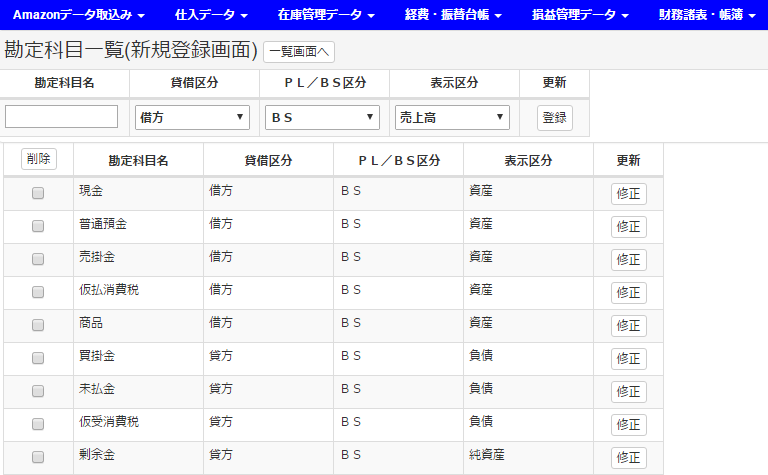 Amazonデータ取込み 仕入データ 在庫管理データ 経費・振替台帳 損益管理データ 財務諸表・帳簿
勘定科目一覧(新規登録画面) 一覧画面へ
勘定科目名 貸借区分 ＰＬ／ＢＳ区分 表示区分 更新
借方 ＢＳ 売上高 登録
削除 勘定科目名 貸借区分 ＰＬ／ＢＳ区分 表示区分 更新
現金 借方 ＢＳ 資産 修正
普通預金 借方 ＢＳ 資産 修正
売掛金 借方 ＢＳ 資産 修正
仮払消費税 借方 ＢＳ 資産 修正
商品 借方 ＢＳ 資産 修正
買掛金 貸方 ＢＳ 負債 修正
未払金 貸方 ＢＳ 負債 修正
仮受消費税 貸方 ＢＳ 負債 修正
剰余金 貸方 ＢＳ 純資産 修正